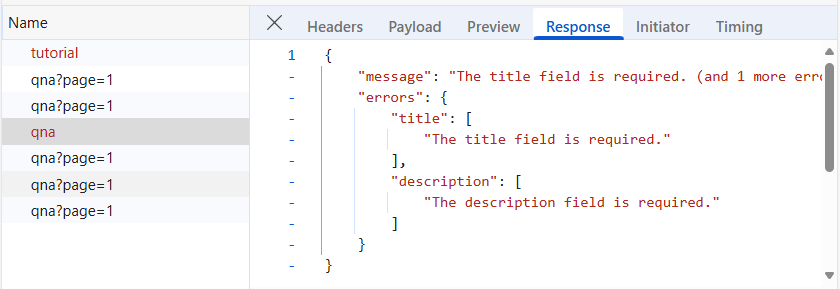 Name
tutorial
qna?page=1
qna?page=1
qna
qna?page=1
qna?page=1
qna?page=1
Headers Payload Preview Response Initiator Timing
1 {
- "message": "The title field is required. (and 1 more erro
- "errors": {
- "title": [
- "The title field is required."
- ],
- "description": [
- "The description field is required."
- ]
- }
- }